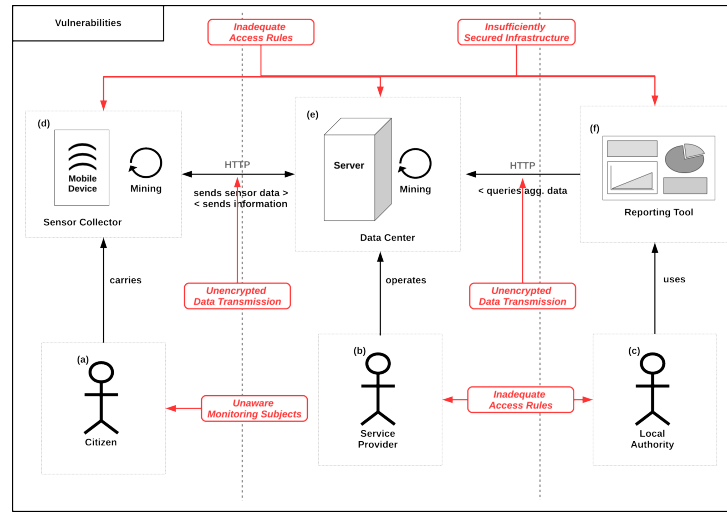 Vulnerabilities
Inadequate
Access Rules
Insufficiently
Secured Infrastructure
(d)
Mobile
Device
Mining
Sensor Collector
HTTP
sends sensor data >
< sends information
(e)
Server
Mining
Data Center
HTTP
< queries agg. data
(f)
Reporting Tool
carries
Unencrypted
Data Transmission
operates
Unencrypted
Data Transmission
uses
(a)
Citizen
Unaware
Monitoring Subjects
(b)
Service
Provider
Inadequate
Access Rules
(c)
Local
Authority